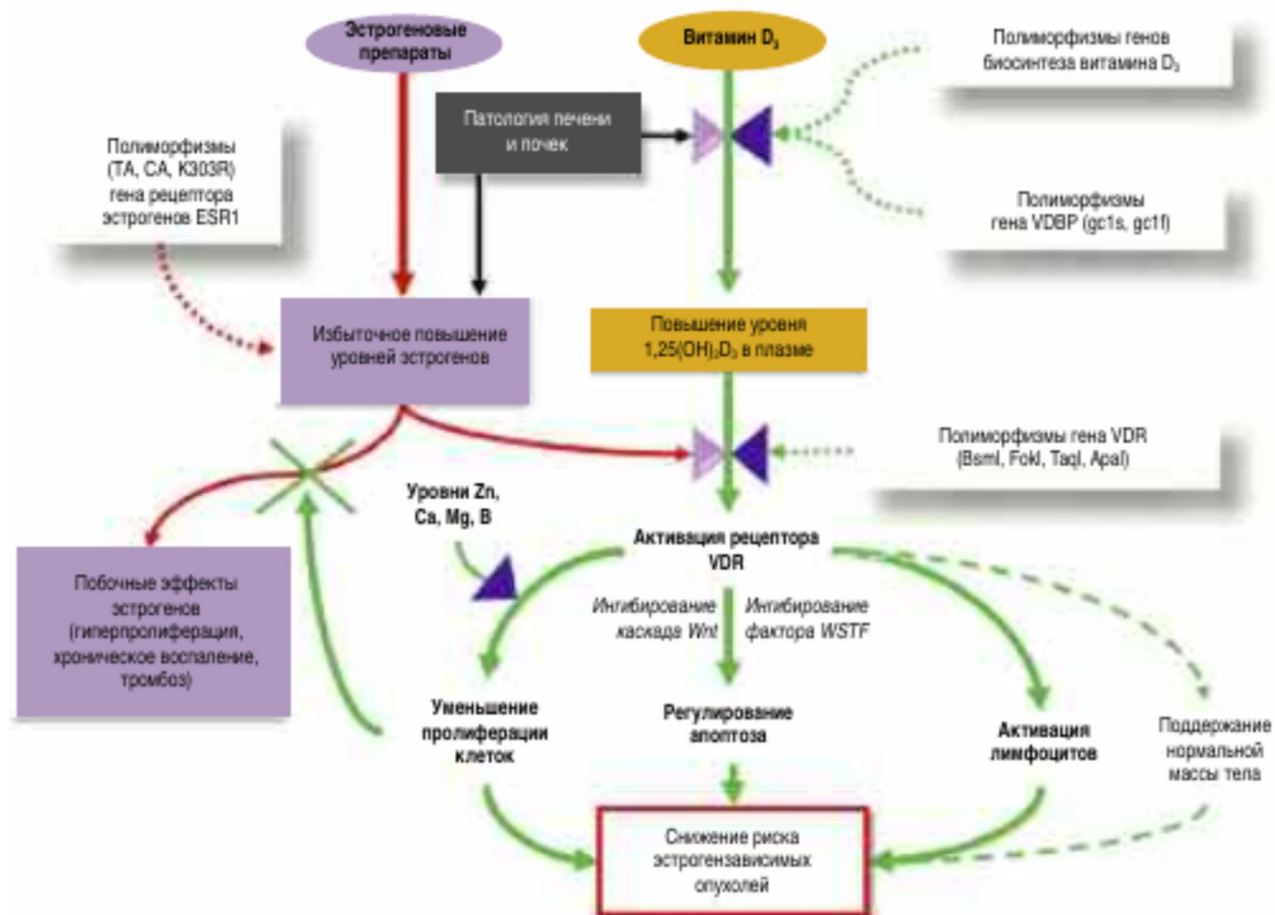 Эстрогеновые
препараты
Витамин D₃
Полиморфизмы генов
биосинтеза витамина D₃
Патология печени
и почек
Полиморфизмы
(TA, CA, K303R)
гена рецептора
эстрогенов ESR1
Полиморфизмы
гена VDBP (gc1s, gc1f)
Избыточное повышение
уровней эстрогенов
Повышение уровня
1,25(OH)₂D₃ в плазме
Полиморфизмы гена VDR
(BsmI, FokI, TaqI, ApaI)
Уровни Zn,
Ca, Mg, B
Активация рецептора
VDR
Побочные эффекты
эстрогенов
(гиперпролиферация,
хроническое воспаление,
тромбоз)
Ингибирование
каскада Wnt
Ингибирование
фактора WSTF
Уменьшение
пролиферации
клеток
Регулирование
апоптоза
Активация
лимфоцитов
Поддержание
нормальной
массы тела
Снижение риска
эстрогензависимых
опухолей